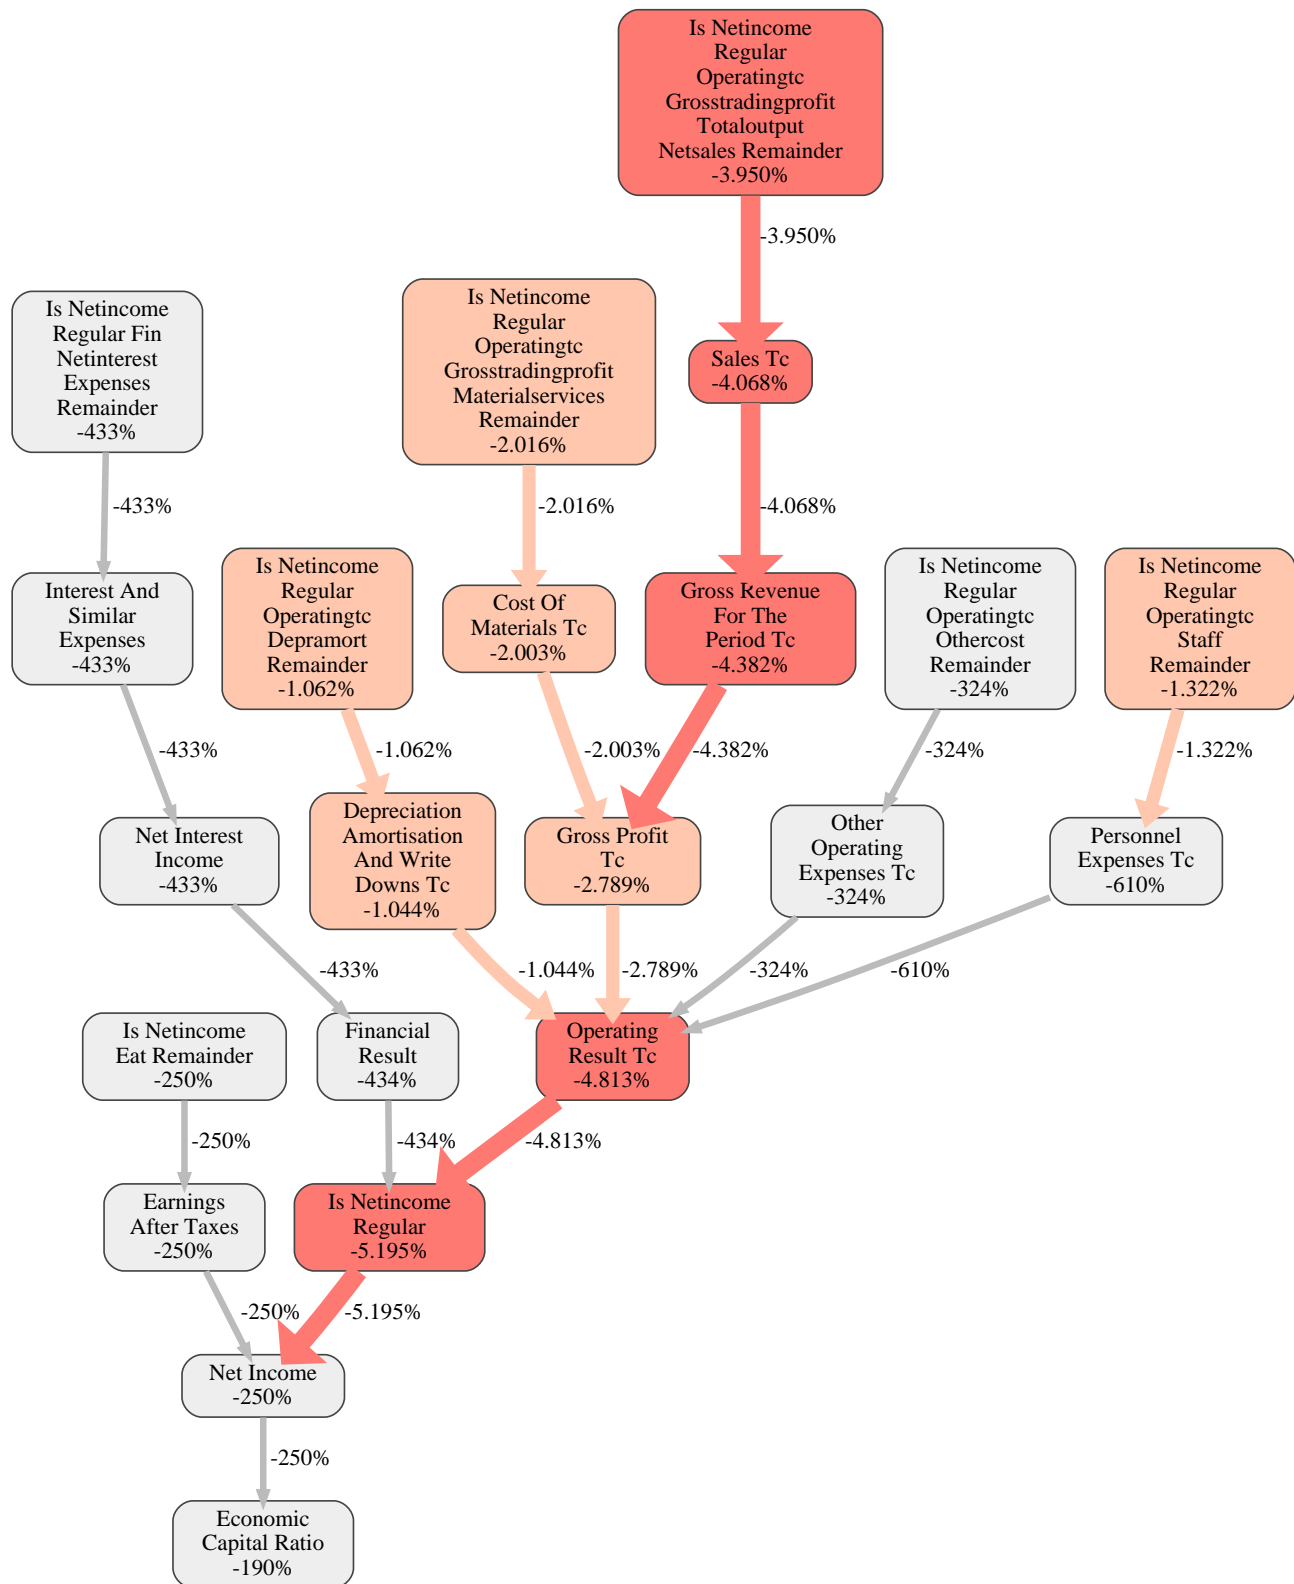 Is Netincome
Regular
Operatingtc
Grosstradingprofit
Totaloutput
Netsales Remainder
-3.950%
-3.950%
Is Netincome
Regular Fin
Netinterest
Expenses
Remainder
-433%
Is Netincome
Regular
Operatingtc
Grosstradingprofit
Materialservices
Remainder
-2.016%
Sales Tc
-4.068%
-433%
-2.016%
-4.068%
Interest And
Similar
Expenses
-433%
Is Netincome
Regular
Operatingtc
Depramort
Remainder
-1.062%
Cost Of
Materials Tc
-2.003%
Gross Revenue
For The
Period Tc
-4.382%
Is Netincome
Regular
Operatingtc
Othercost
Remainder
-324%
Is Netincome
Regular
Operatingtc
Staff
Remainder
-1.322%
-433%
-1.062%
-2.003%
-4.382%
-324%
-1.322%
Net Interest
Income
-433%
Depreciation
Amortisation
And Write
Downs Tc
-1.044%
Gross Profit
Tc
-2.789%
Other
Operating
Expenses Tc
-324%
Personnel
Expenses Tc
-610%
-433%
-1.044%
-2.789%
-324%
-610%
Is Netincome
Eat Remainder
-250%
Financial
Result
-434%
Operating
Result Tc
-4.813%
-250%
-434%
-4.813%
Earnings
After Taxes
-250%
Is Netincome
Regular
-5.195%
-250%
-5.195%
Net Income
-250%
-250%
Economic
Capital Ratio
-190%